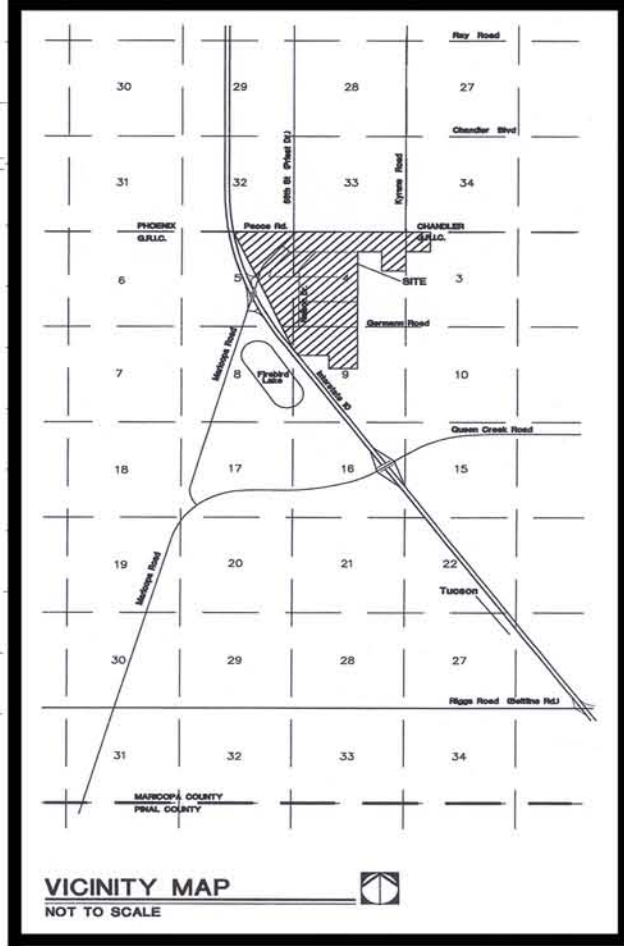 Ray Road
30 29 28 27
Chandler Blvd
56th St (Priest Dr.)
Kyrene Road
31 32 33 34
PHOENIX
G.R.I.C.
Pecos Rd.
CHANDLER
G.R.I.C.
6 5 4 3
SITE
Maricopa Road
Germann Road
7 8 9 10
Firebird
Lake
Interstate 10
Queen Creek Road
18 17 16 15
19 20 21 22
Maricopa Road
Tucson
30 29 28 27
Riggs Road (Beltline Rd.)
31 32 33 34
MARICOPA COUNTY
PINAL COUNTY
VICINITY MAP
NOT TO SCALE